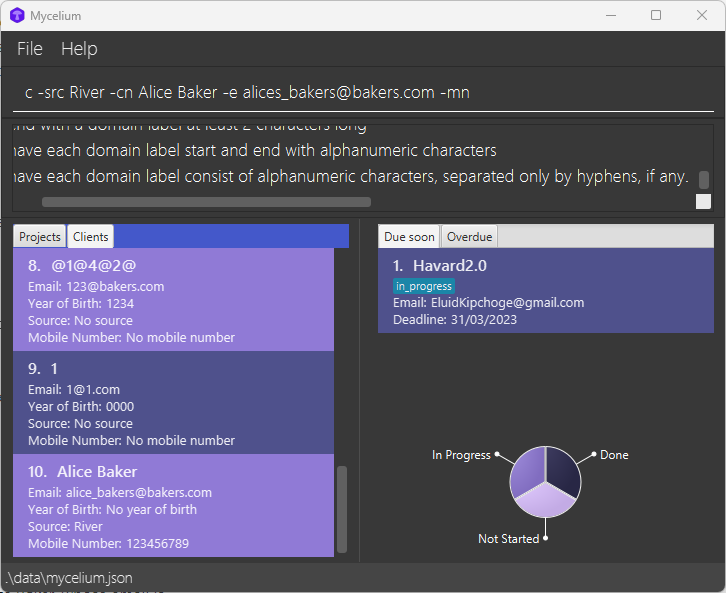 Mycelium
File Help
c -src River -cn Alice Baker -e alices_bakers@bakers.com -mn
end with a domain label at least 2 characters long
have each domain label start and end with alphanumeric characters
have each domain label consist of alphanumeric characters, separated only by hyphens, if any.
Projects Clients
8. @1@4@2@
Email: 123@bakers.com
Year of Birth: 1234
Source: No source
Mobile Number: No mobile number
9. 1
Email: 1@1.com
Year of Birth: 0000
Source: No source
Mobile Number: No mobile number
10. Alice Baker
Email: alice_bakers@bakers.com
Year of Birth: No year of birth
Source: River
Mobile Number: 123456789
Due soon Overdue
1. Havard2.0
in_progress
Email: EluidKipchoge@gmail.com
Deadline: 31/03/2023
In Progress
Done
Not Started
.\data\mycelium.json